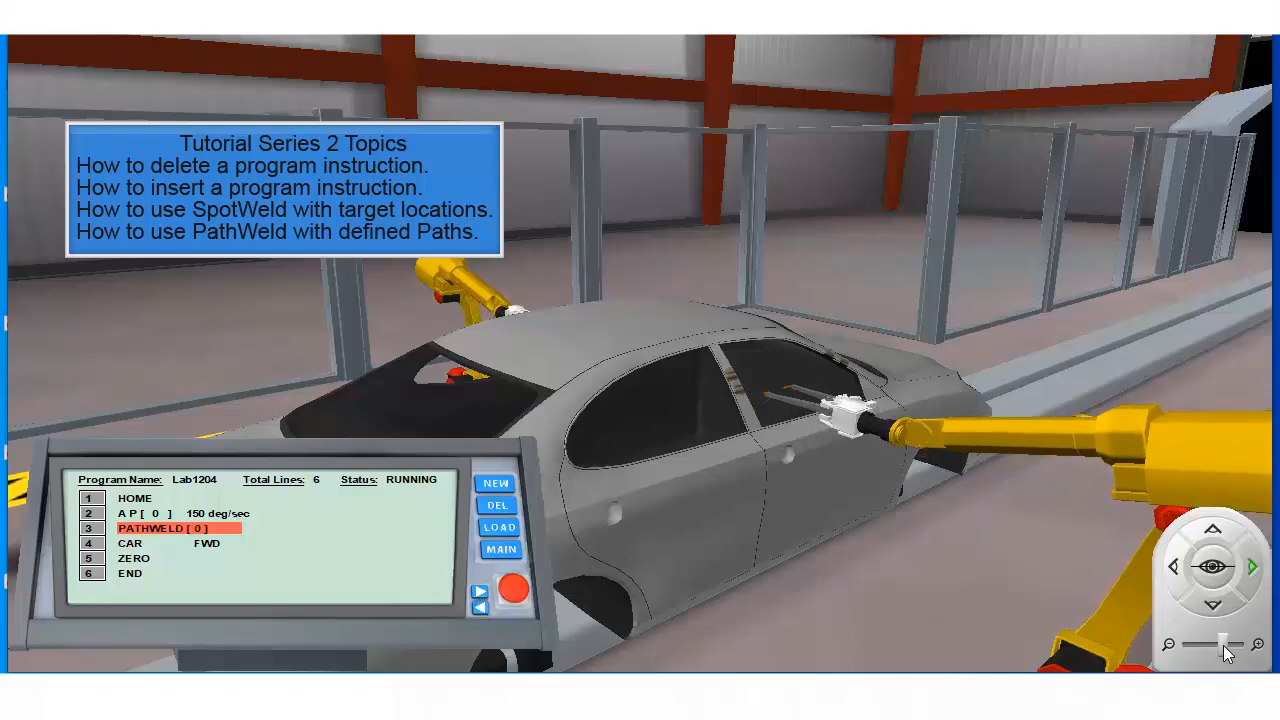 Tutorial Series 2 Topics
How to delete a program instruction.
How to insert a program instruction.
How to use SpotWeld with target locations.
How to use PathWeld with defined Paths.
Program Name: Lab1204 Total Lines: 6 Status: RUNNING
1 HOME
2 A P [ 0 ] 150 deg/sec
3 PATHWELD [ 0 ]
4 CAR FWD
5 ZERO
6 END
NEW
DEL
LOAD
MAIN